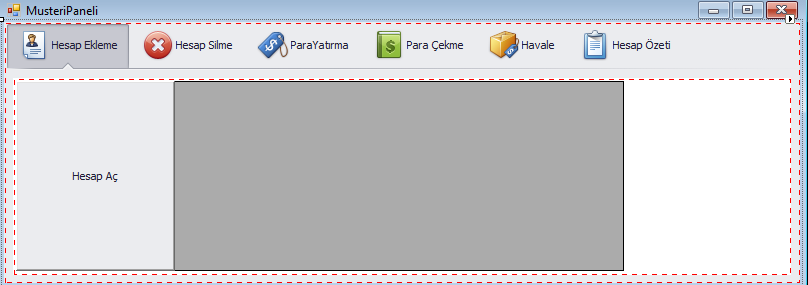 MusteriPaneli
Hesap Ekleme Hesap Silme ParaYatırma Para Çekme Havale Hesap Özeti
Hesap Aç